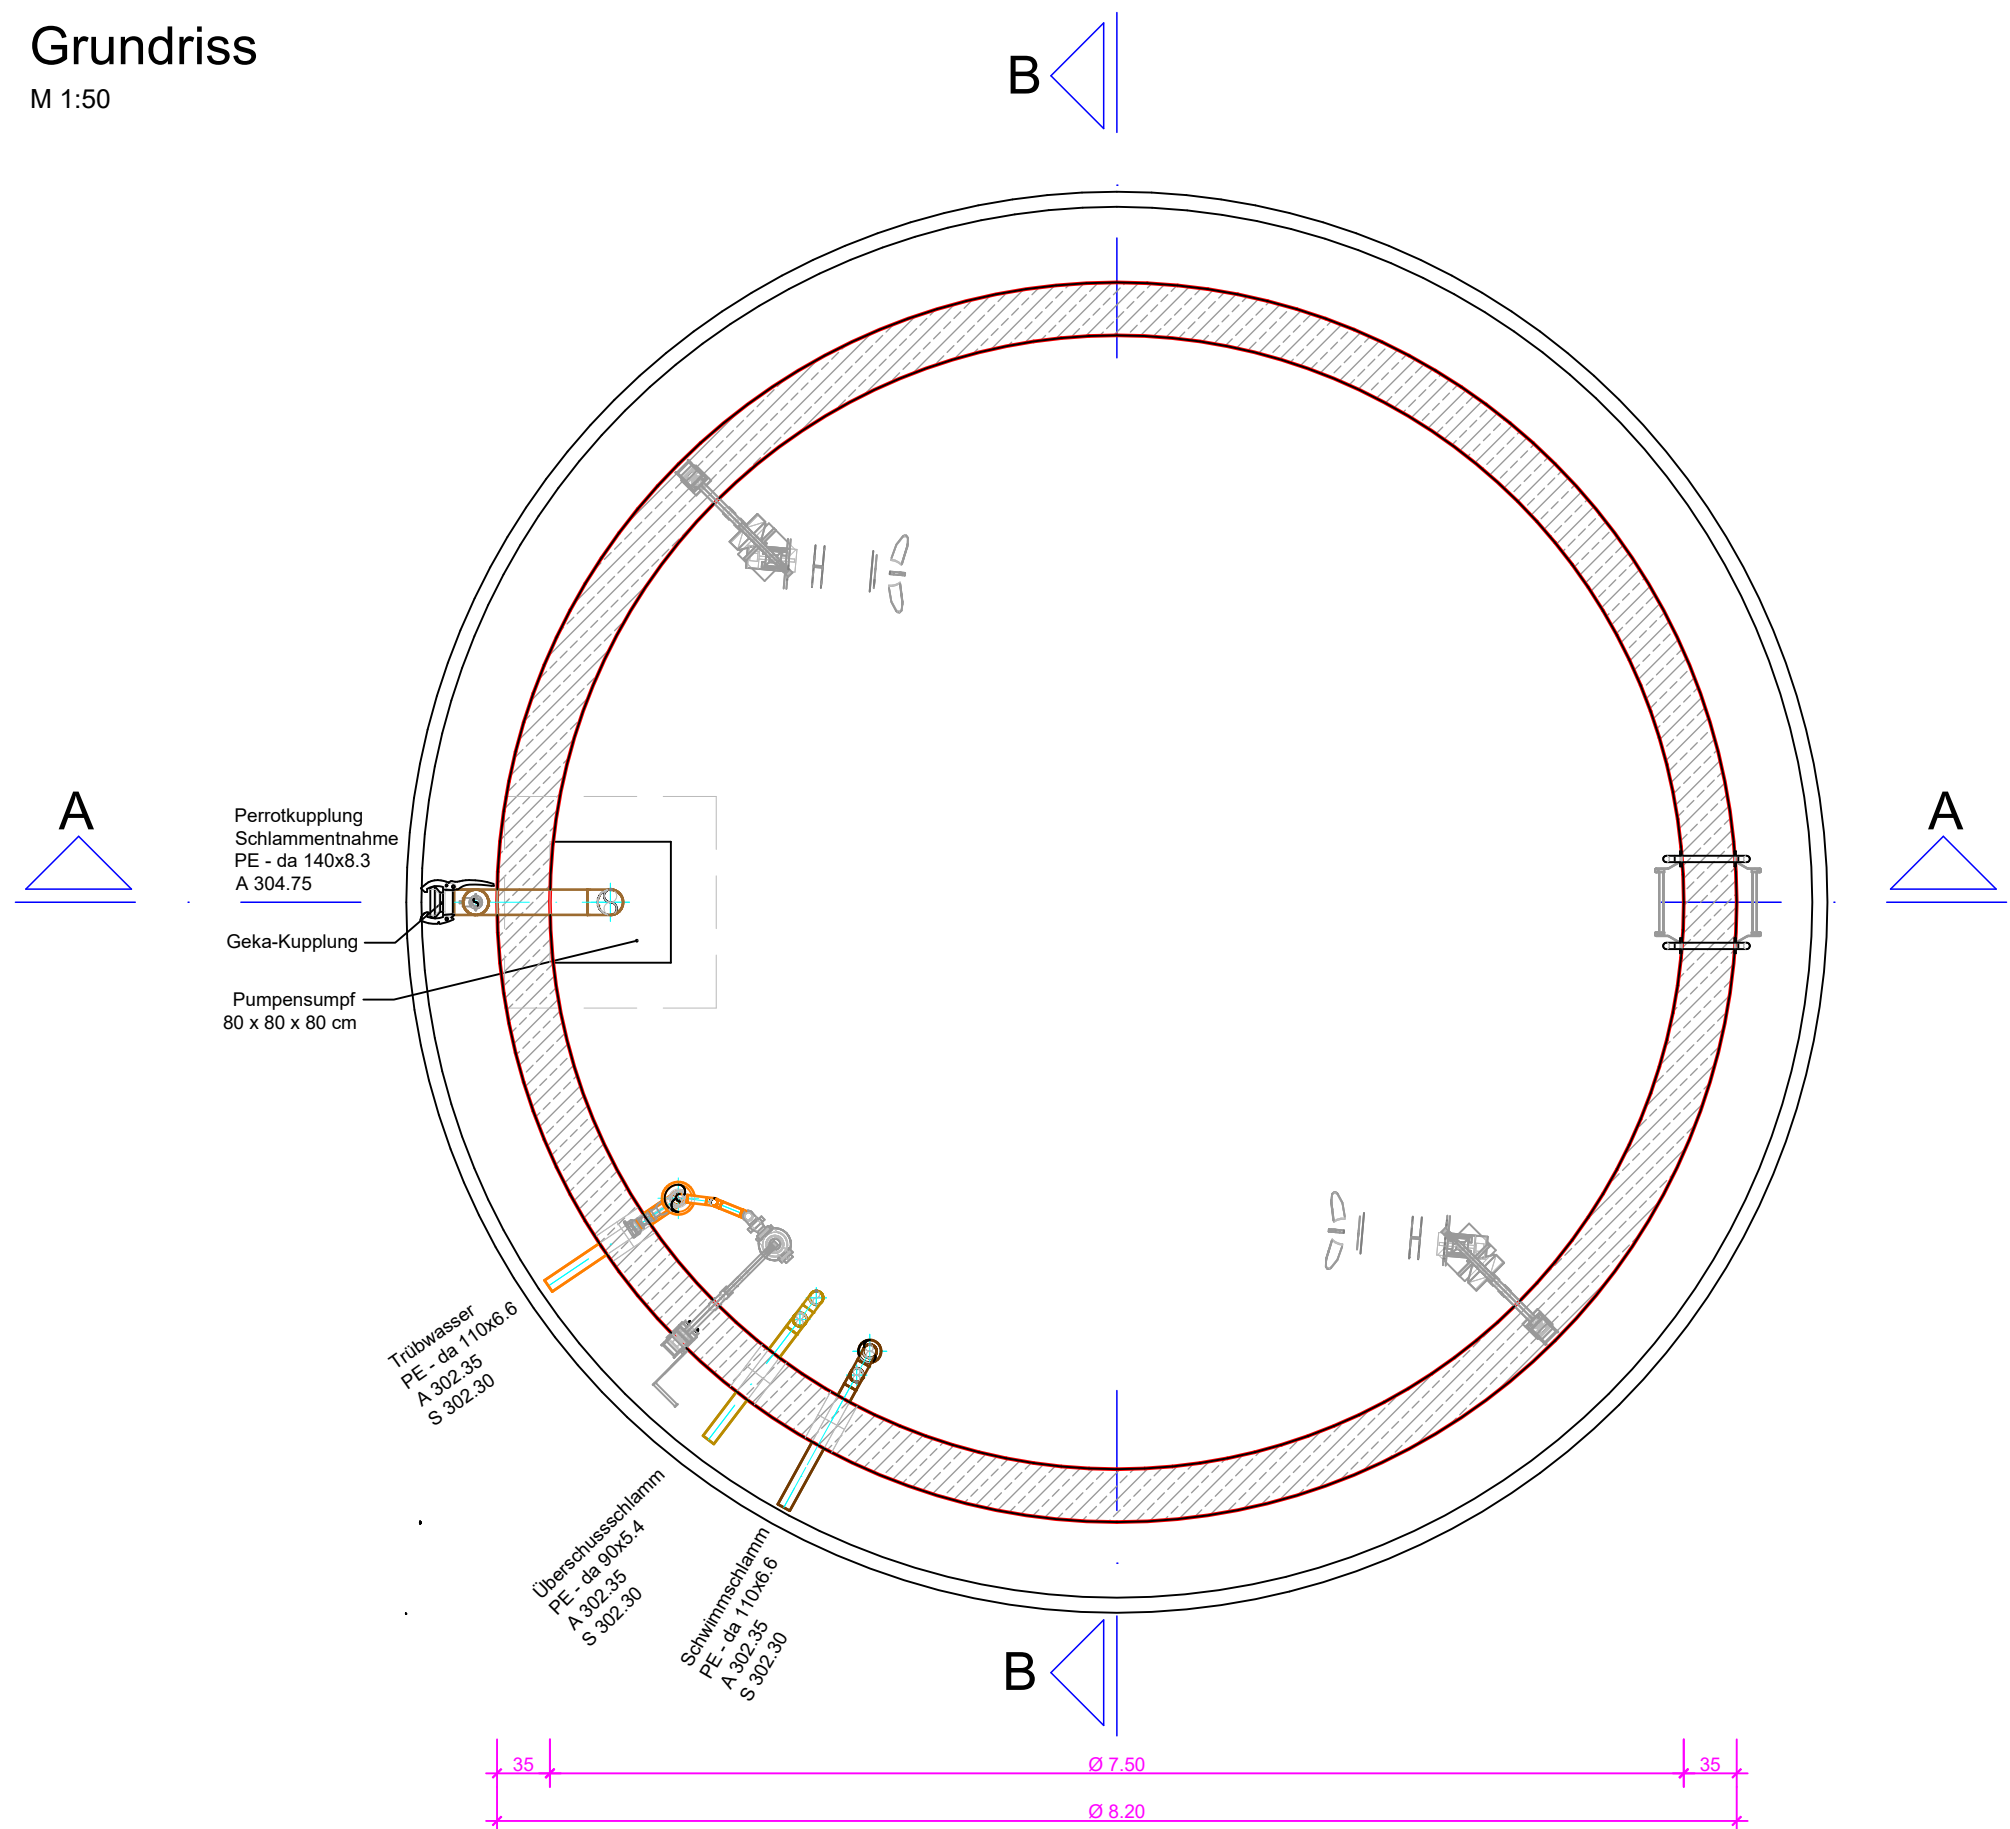 Grundriss
M 1:50
B
A
Perrotkupplung
Schlammentnahme
PE - da 140x8.3
A 304.75
Geka-Kupplung
Pumpensumpf
80 x 80 x 80 cm
A
Trübwasser
PE - da 110x6.6
A 302.35
S 302.30
Überschussschlamm
PE - da 90x5.4
A 302.35
S 302.30
Schwimmschlamm
PE - da 110x6.6
A 302.35
S 302.30
B
35
Ø 7.50
35
Ø 8.20